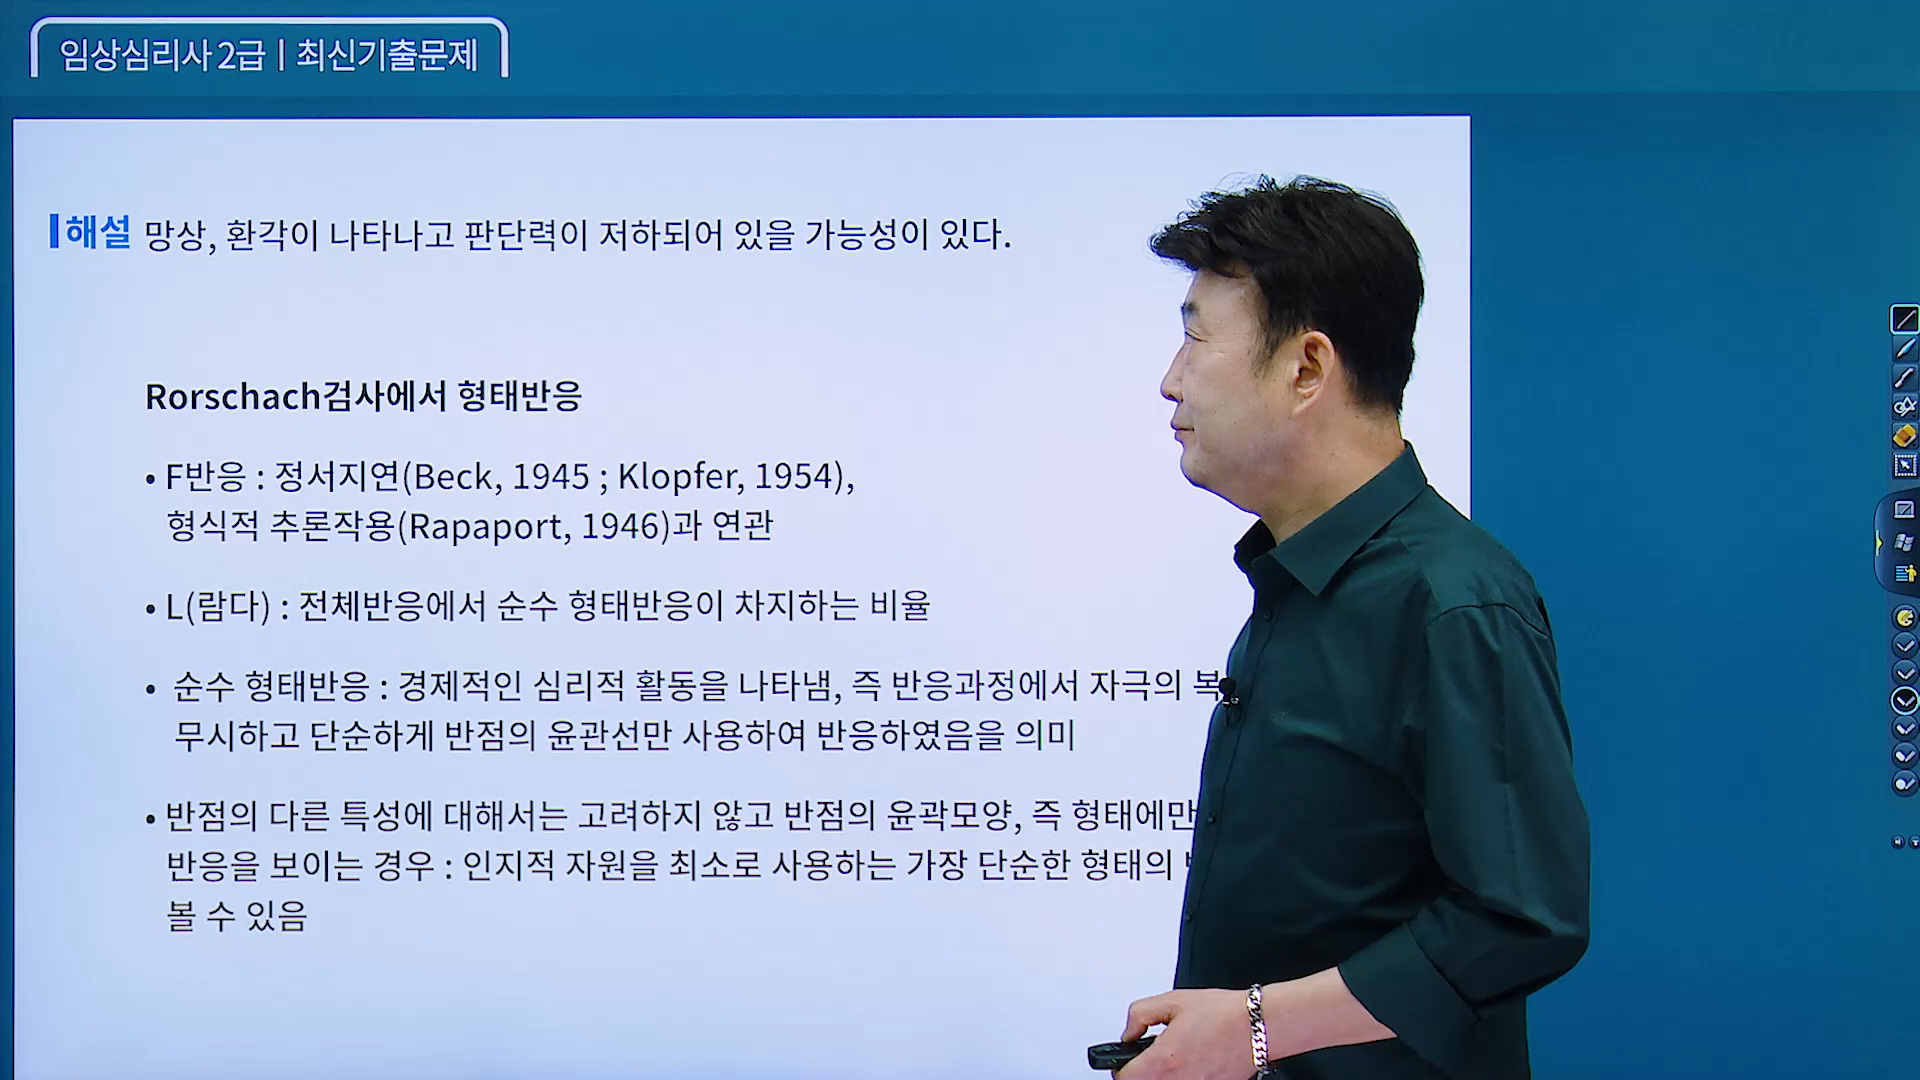 임상심리사 2급 | 최신기출문제
해설 망상, 환각이 나타나고 판단력이 저하되어 있을 가능성이 있다.
Rorschach검사에서 형태반응
• F반응 : 정서지연(Beck, 1945 ; Klopfer, 1954),
형식적 추론작용(Rapaport, 1946)과 연관
• L(람다) : 전체반응에서 순수 형태반응이 차지하는 비율
• 순수 형태반응 : 경제적인 심리적 활동을 나타냄, 즉 반응과정에서 자극의
무시하고 단순하게 반점의 윤관선만 사용하여 반응하였음을 의미
• 반점의 다른 특성에 대해서는 고려하지 않고 반점의 윤곽모양, 즉 형태에만
반응을 보이는 경우 : 인지적 자원을 최소로 사용하는 가장 단순한 형태의
볼 수 있음